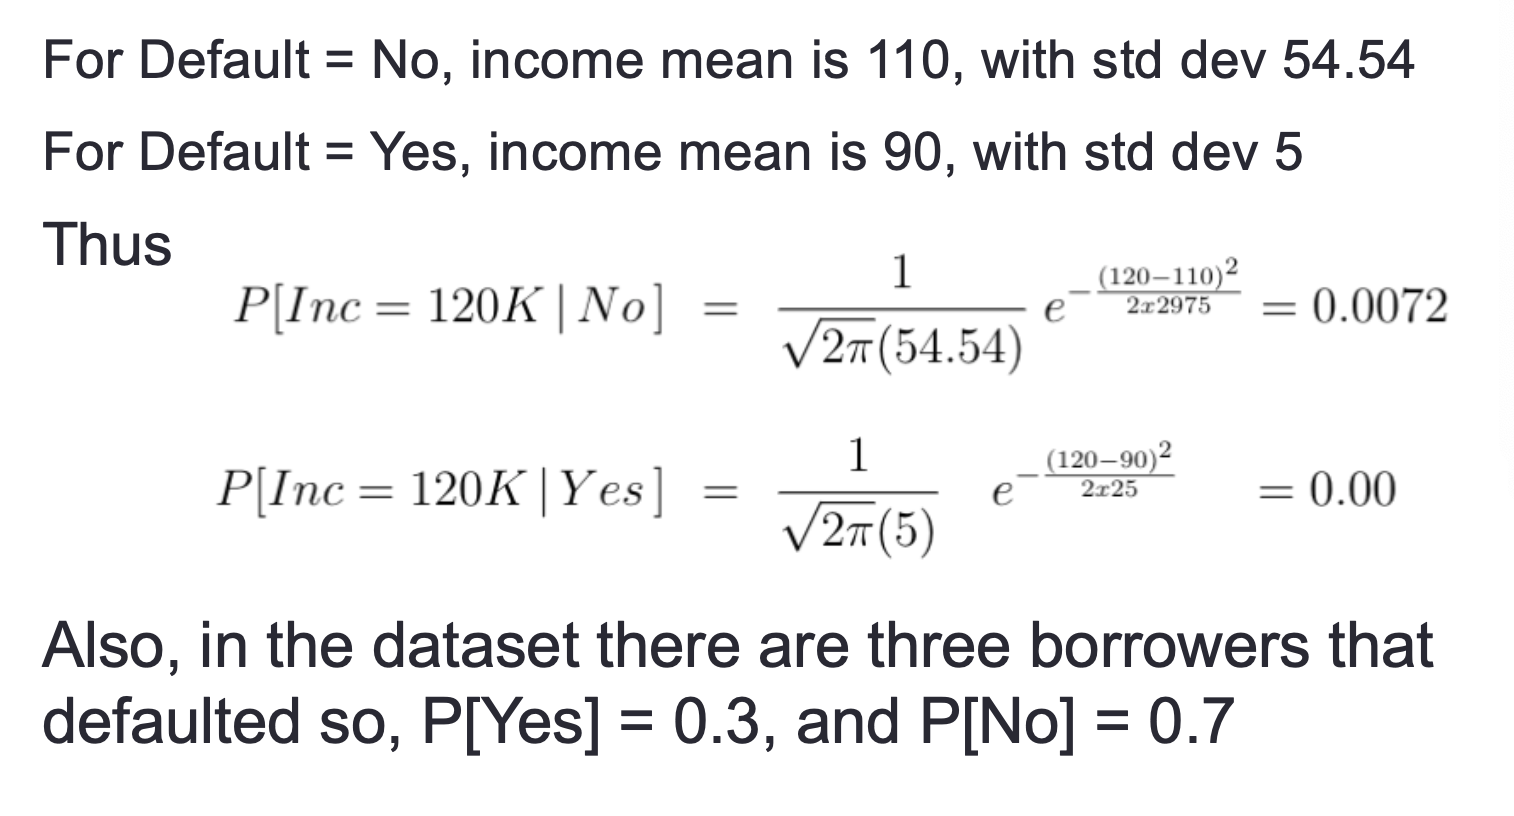 For Default = No, income mean is 110, with std dev 54.54
For Default = Yes, income mean is 90, with std dev 5
Thus
P[Inc = 120K | No] = \frac{1}{\sqrt{2\pi}(54.54)} e^{-\frac{(120-110)^2}{2x2975}} = 0.0072
P[Inc = 120K | Yes] = \frac{1}{\sqrt{2\pi}(5)} e^{-\frac{(120-90)^2}{2x25}} = 0.00
Also, in the dataset there are three borrowers that
defaulted so, P[Yes] = 0.3, and P[No] = 0.7